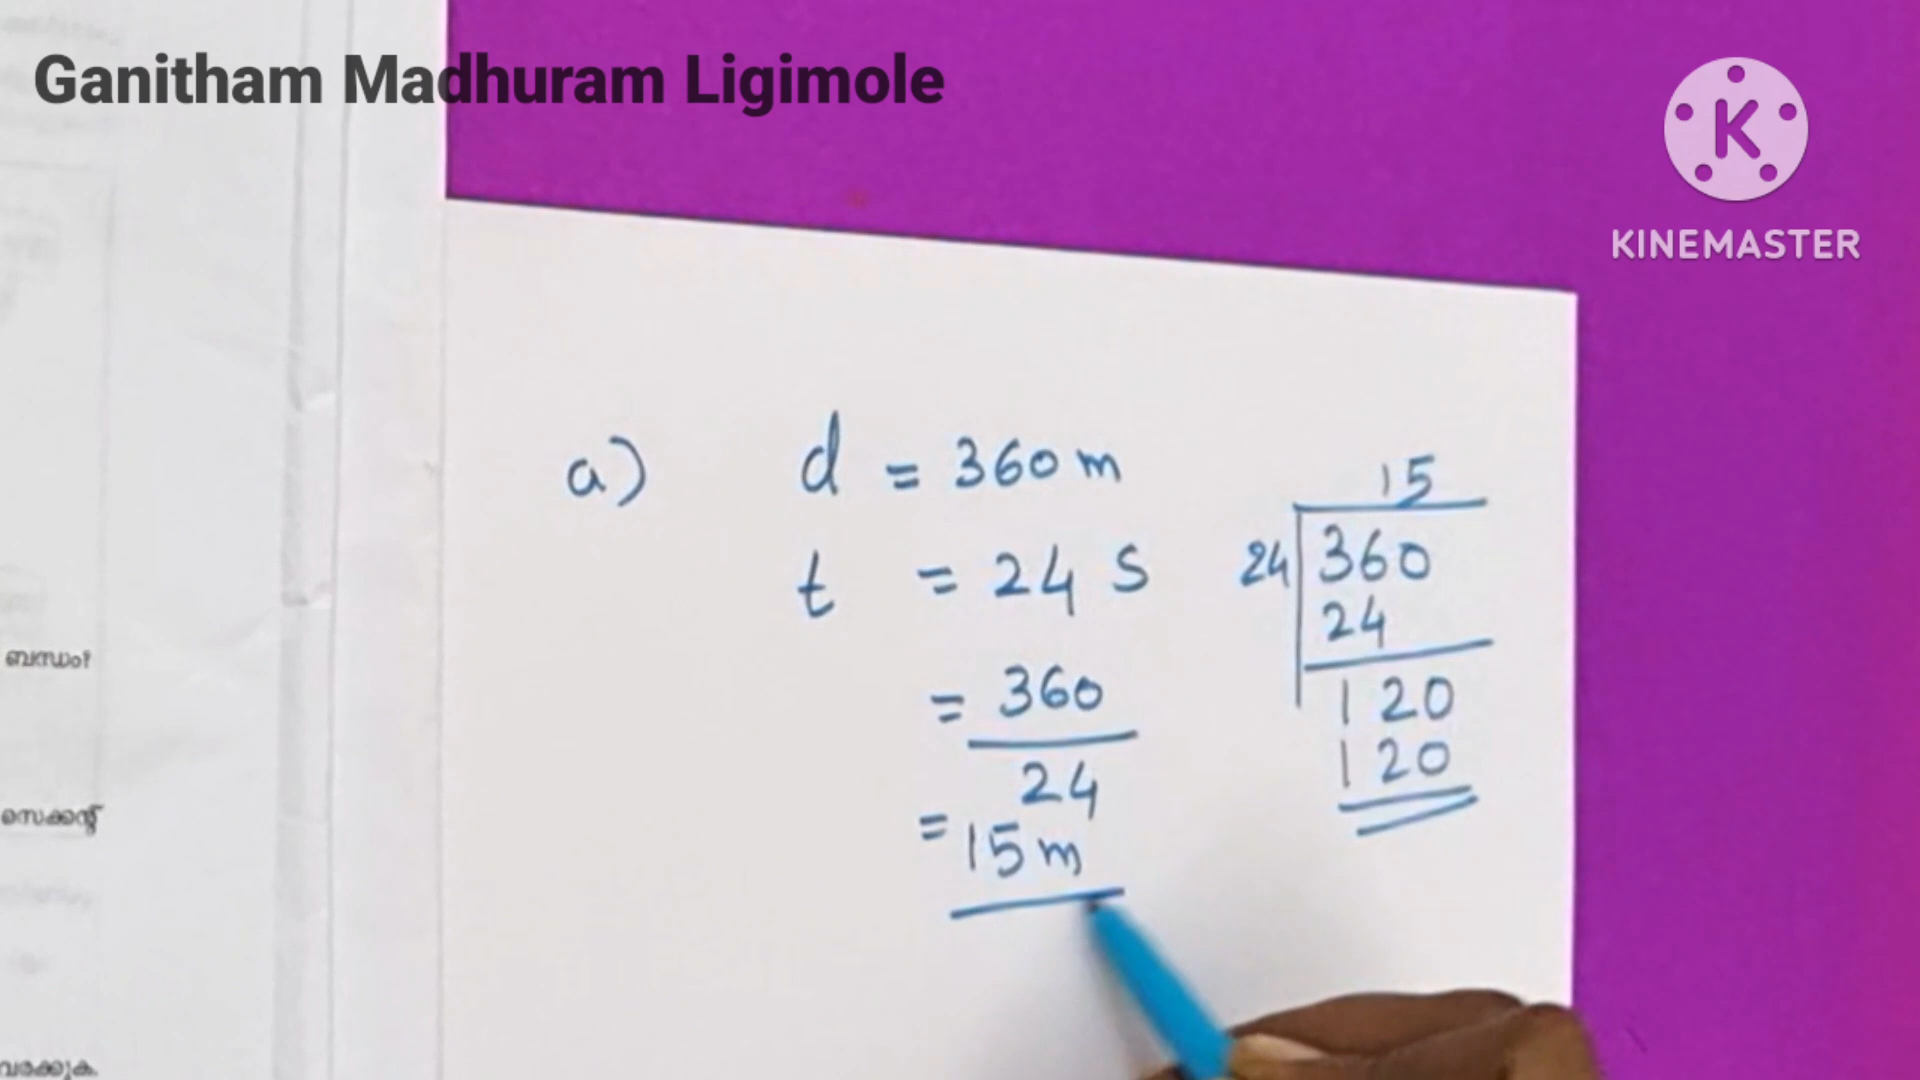 Ganitham Madhuram Ligimole
KINEMASTER
a) d = 360 m
t = 24 s
= 360
24
= 15 m
15
24 360
24
120
120
ബന്ധം?
സെക്കന്റ്
വരക്കുക.